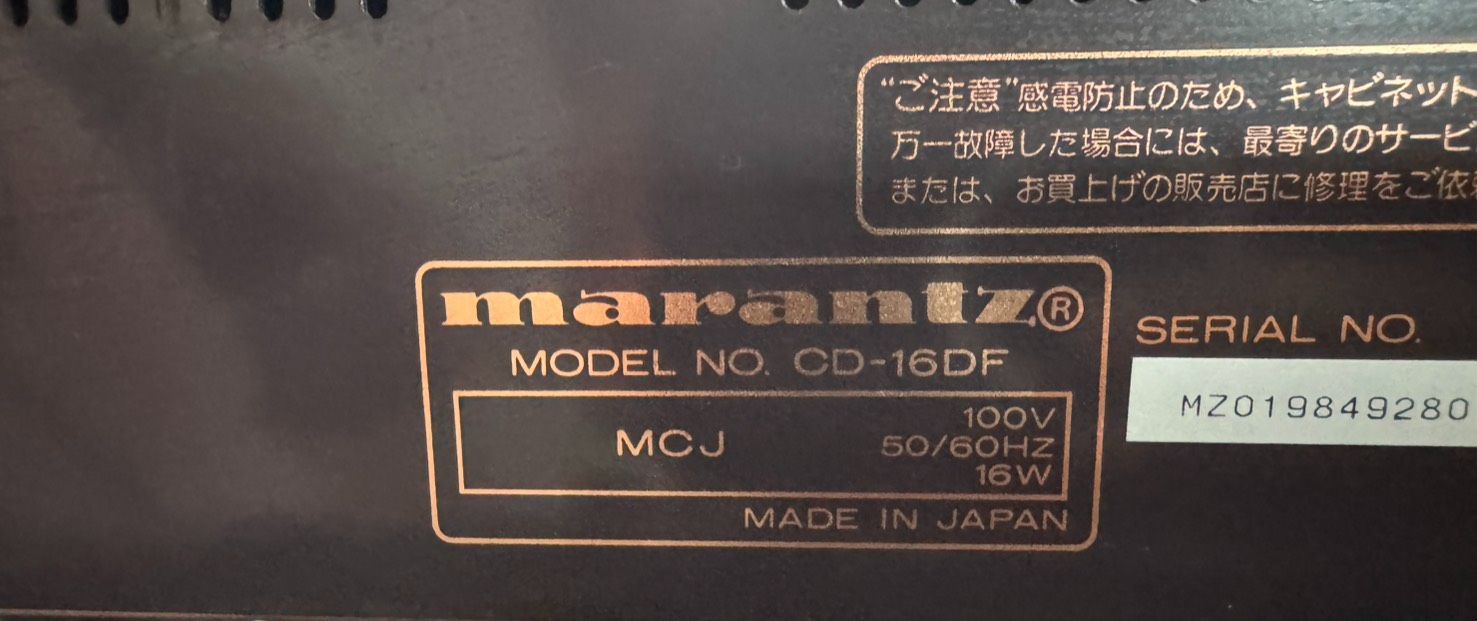 “ご注意”感電防止のため、キャビネット
万一故障した場合には、最寄りのサービ
または、お買上げの販売店に修理をご依
marantz®
MODEL NO. CD-16DF
MCJ
100V
50/60HZ
16W
MADE IN JAPAN
SERIAL NO.
MZ019849280